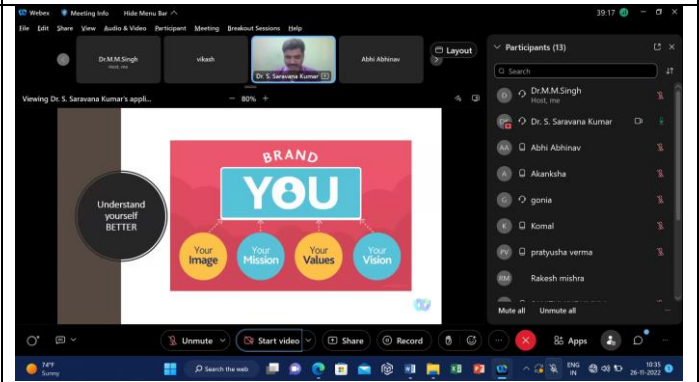 Webex Meeting Info Hide Menu Bar 39:17
File Edit Share View Audio & Video Participant Meeting Breakout Sessions Help
Dr.M.M.Singh
Host, me
vikash
Dr. S. Saravana Kumar
Abhi Abhinav
Layout
Viewing Dr. S. Saravana Kumar's appli... − 80% +
Understand
yourself
BETTER
BRAND
YOU
Your
Image
Your
Mission
Your
Values
Your
Vision
Participants (13)
Search
D Dr.M.M.Singh
Host, me
Dr. S. Saravana Kumar
AA Abhi Abhinav
A Akanksha
G gonia
K Komal
PV pratyusha verma
RM Rakesh mishra
Mute all Unmute all
Unmute Start video Share Record Apps
74°F
Sunny
Search the web
ENG
IN
10:35
26-11-2022